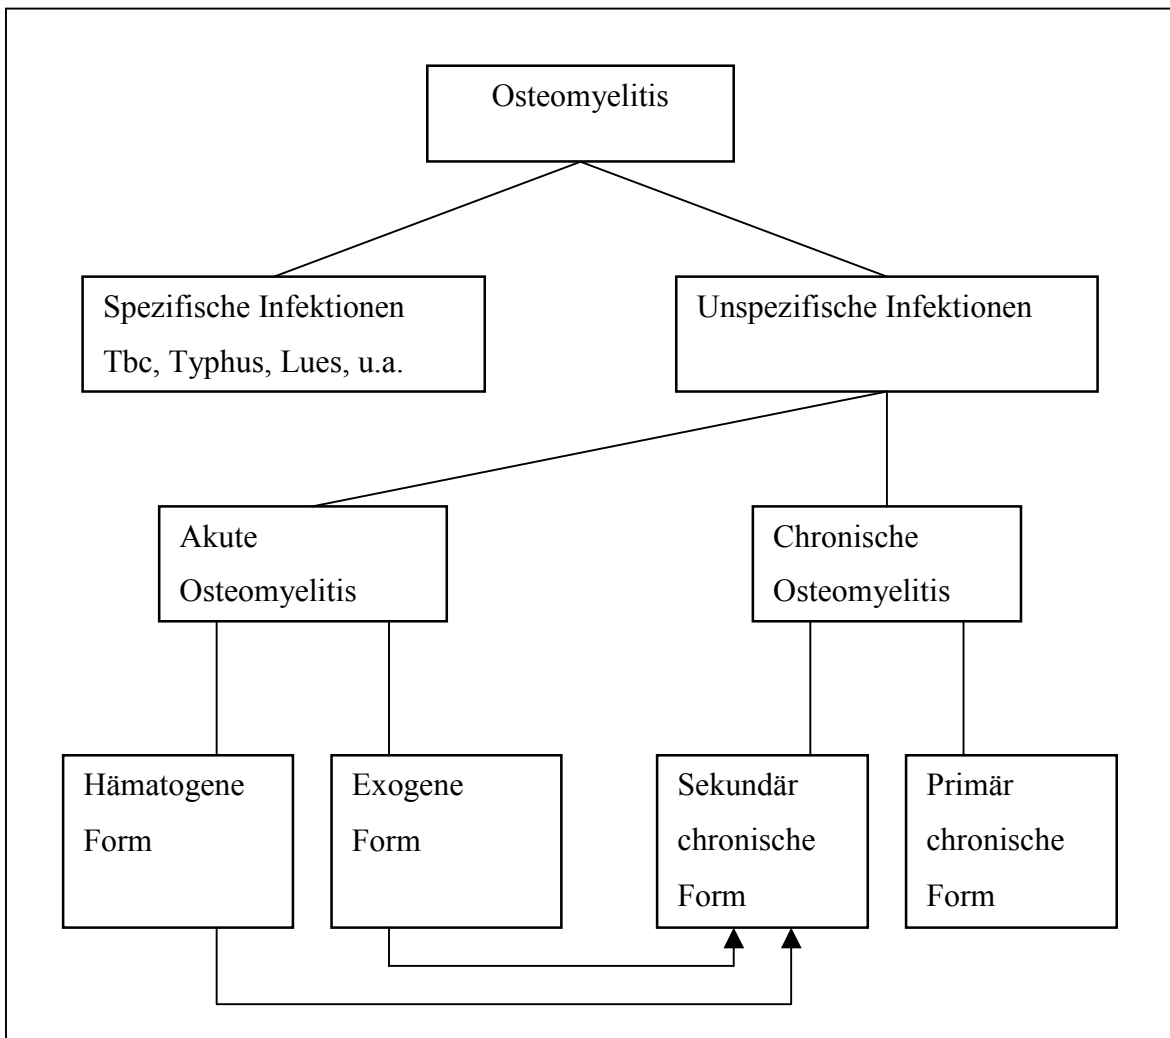 Osteomyelitis
Spezifische Infektionen
Tbc, Typhus, Lues, u.a.
Unspezifische Infektionen
Akute
Osteomyelitis
Chronische
Osteomyelitis
Hämatogene
Form
Exogene
Form
Sekundär
chronische
Form
Primär
chronische
Form